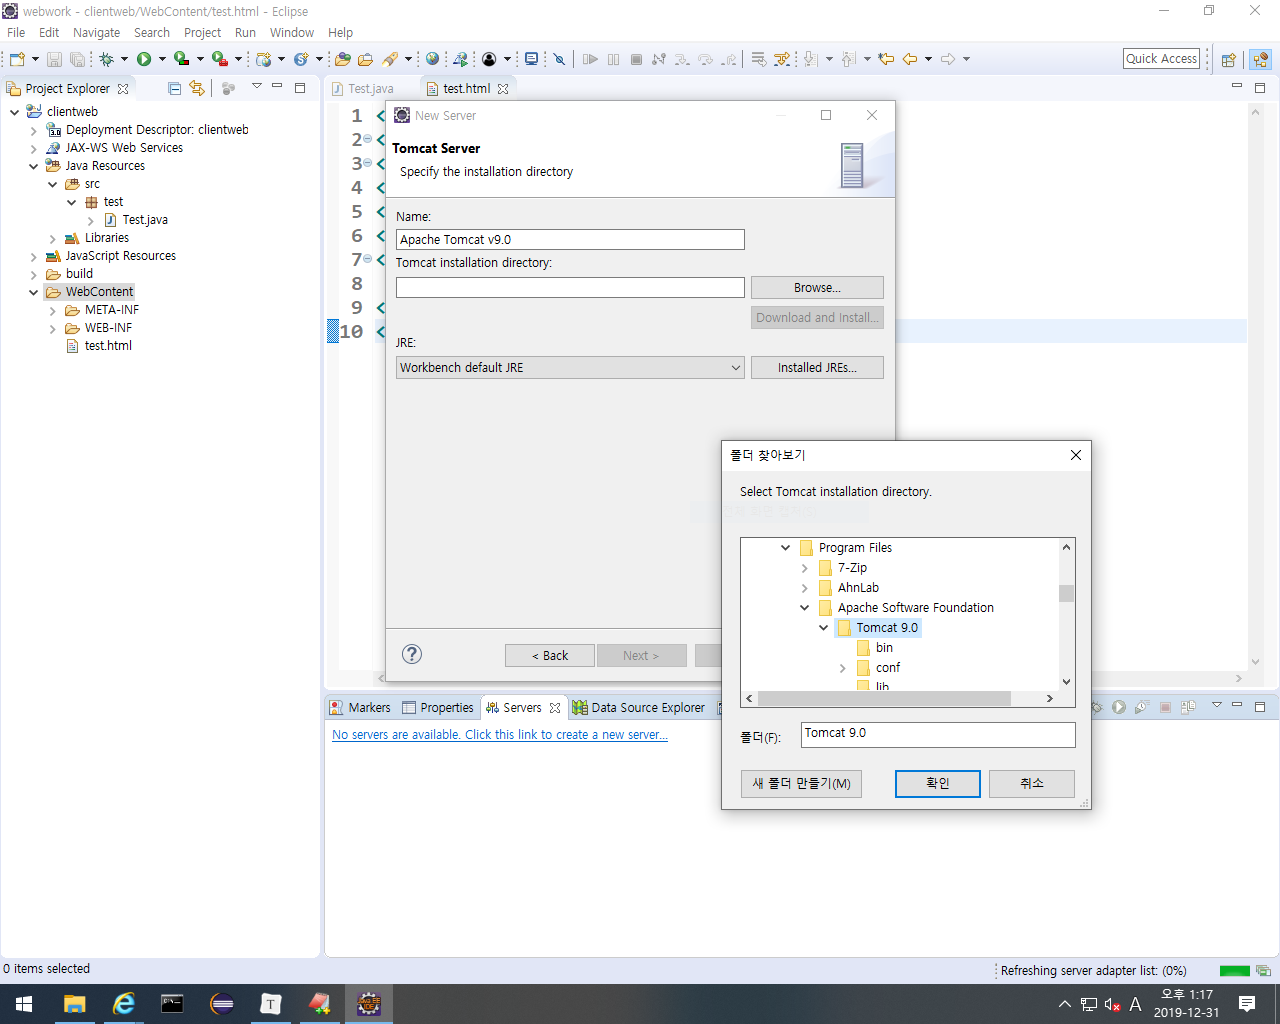 webwork - clientweb/WebContent/test.html - Eclipse
File Edit Navigate Search Project Run Window Help
Quick Access
Project Explorer
Test.java
test.html
clientweb
Deployment Descriptor: clientweb
JAX-WS Web Services
Java Resources
src
test
Test.java
Libraries
JavaScript Resources
build
WebContent
META-INF
WEB-INF
test.html
1 <
2 <
3 <
4 <
5 <
6 <
7 <
8
9 <
10 <
New Server
Tomcat Server
Specify the installation directory
Name:
Apache Tomcat v9.0
Tomcat installation directory:
Browse...
Download and Install...
JRE:
Workbench default JRE
Installed JREs...
< Back
Next >
폴더 찾아보기
Select Tomcat installation directory.
Program Files
7-Zip
AhnLab
Apache Software Foundation
Tomcat 9.0
bin
conf
lib
폴더(F):
Tomcat 9.0
새 폴더 만들기(M)
확인
취소
Markers
Properties
Servers
Data Source Explorer
No servers are available. Click this link to create a new server...
0 items selected
Refreshing server adapter list: (0%)
A
오후 1:17
2019-12-31